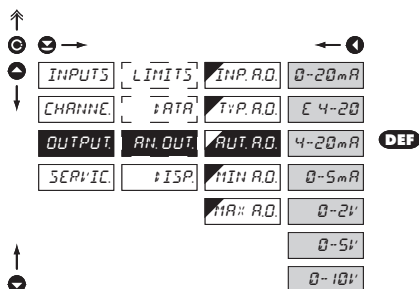 INPUTS LIMITS INP. A.O. 0-20mA
CHANNE. DATA TYP. A.O. E 4-20
OUTPUT. AN. OUT. AUT. A.O. 4-20mA DEF
SERVIC. DISP. MIN A.O. 0-5mA
MAX A.O. 0-2V
0-5V
0-10V